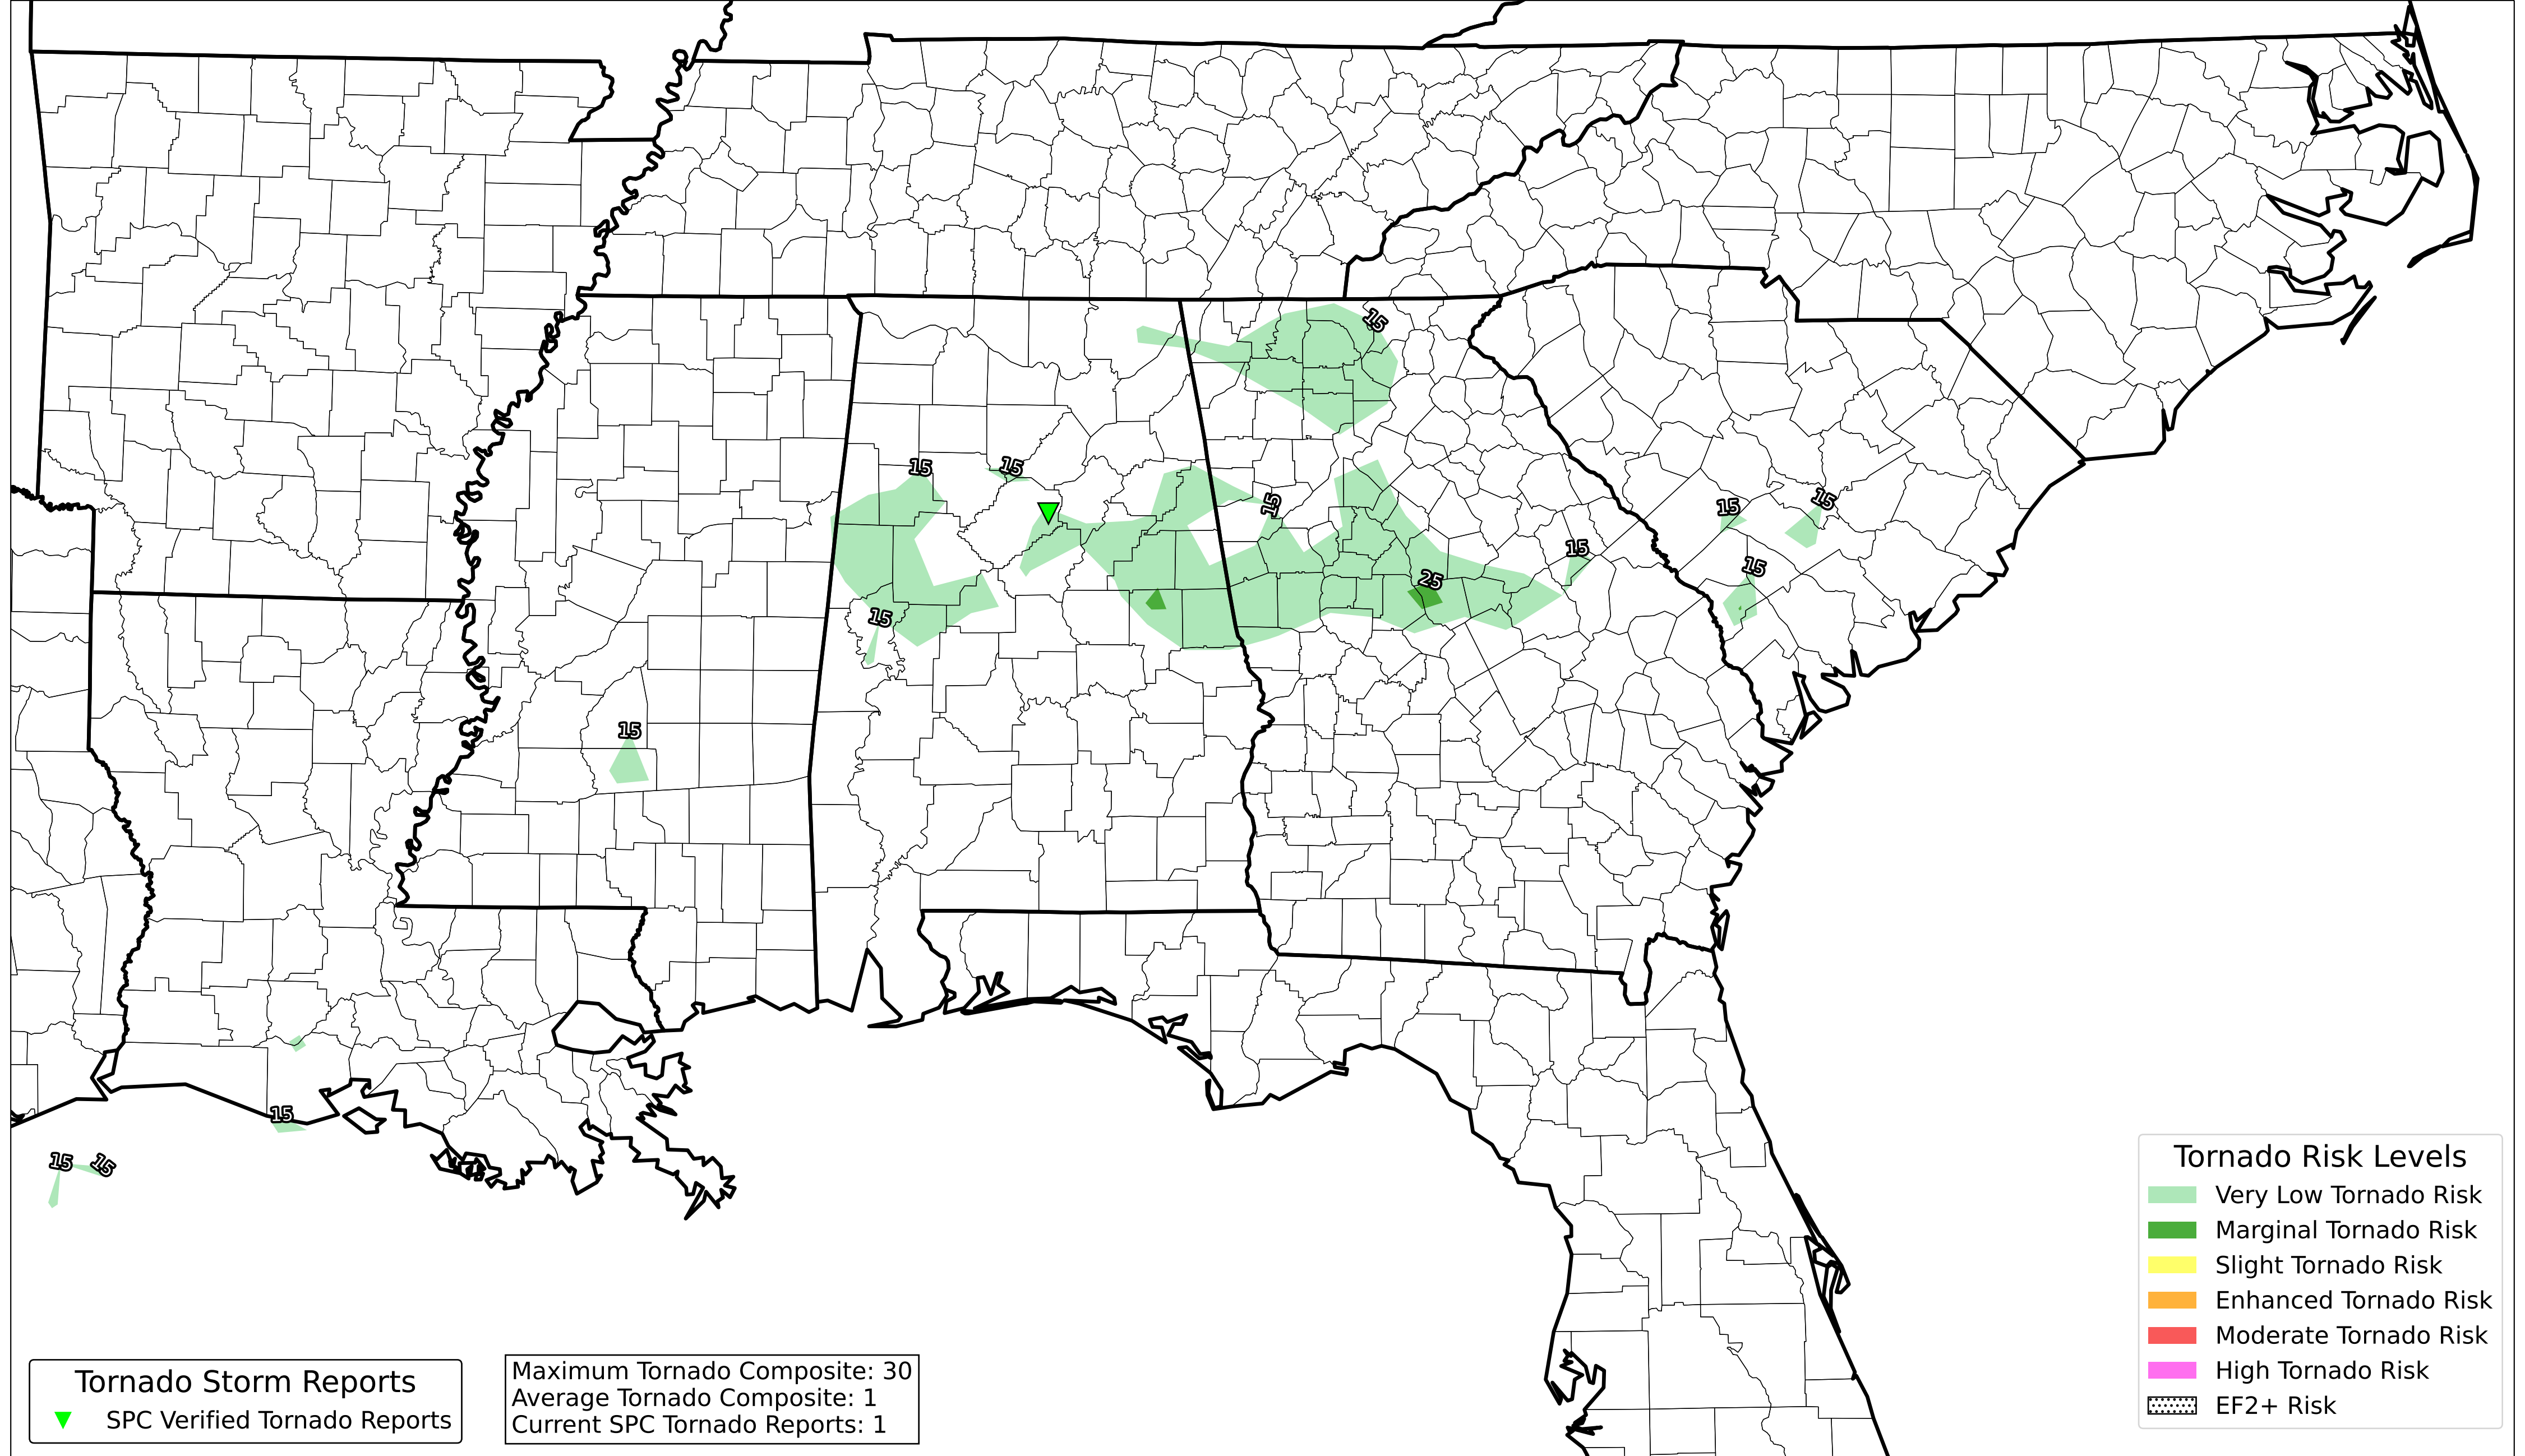 15
15
15
15
15
15
15
25
15
15
15
15
15
15
Tornado Risk Levels
Very Low Tornado Risk
Marginal Tornado Risk
Slight Tornado Risk
Enhanced Tornado Risk
Moderate Tornado Risk
High Tornado Risk
EF2+ Risk
Tornado Storm Reports
SPC Verified Tornado Reports
Maximum Tornado Composite: 30
Average Tornado Composite: 1
Current SPC Tornado Reports: 1